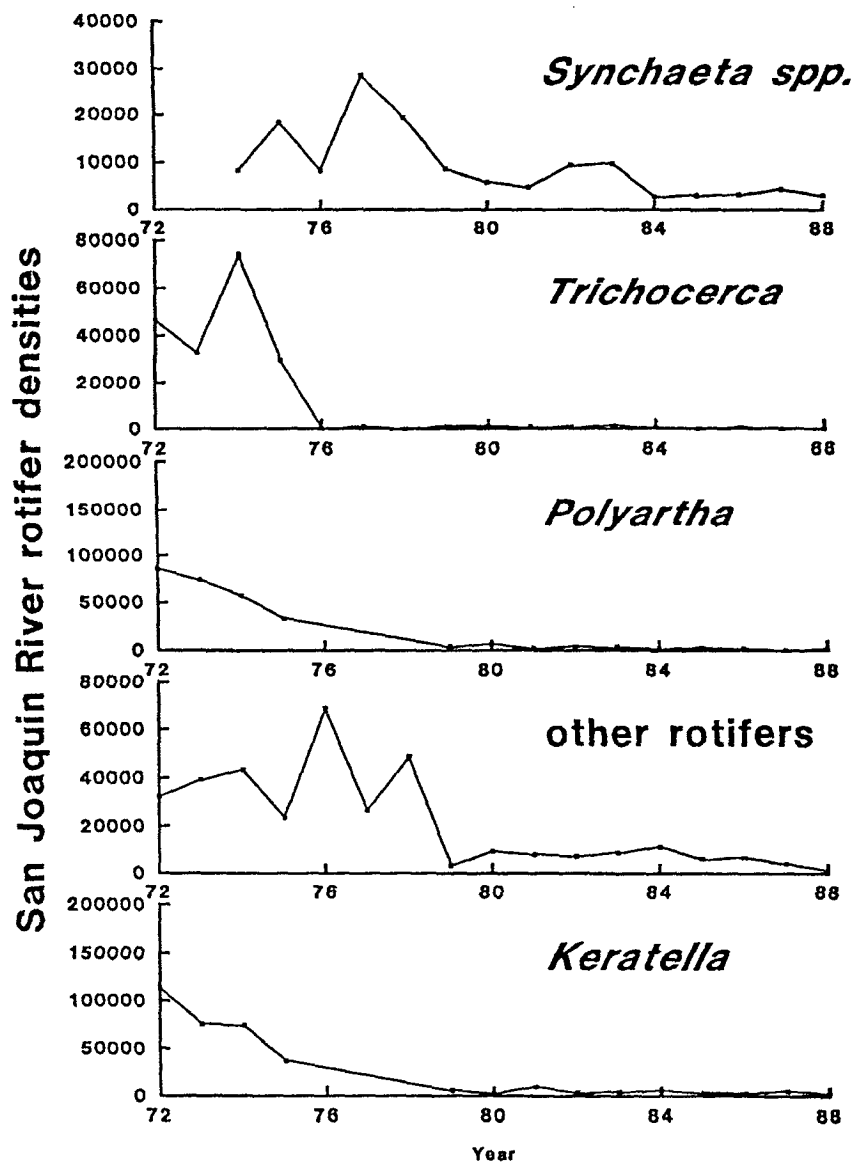 San Joaquin River rotifer densities
Synchaeta spp.
40000
30000
20000
10000
0
72 76 80 84 88
Trichocerca
80000
60000
40000
20000
0
72 76 80 84 88
Polyartha
200000
150000
100000
50000
0
72 76 80 84 88
other rotifers
80000
60000
40000
20000
0
72 76 80 84 88
Keratella
200000
150000
100000
50000
0
72 76 80 84 88
Year